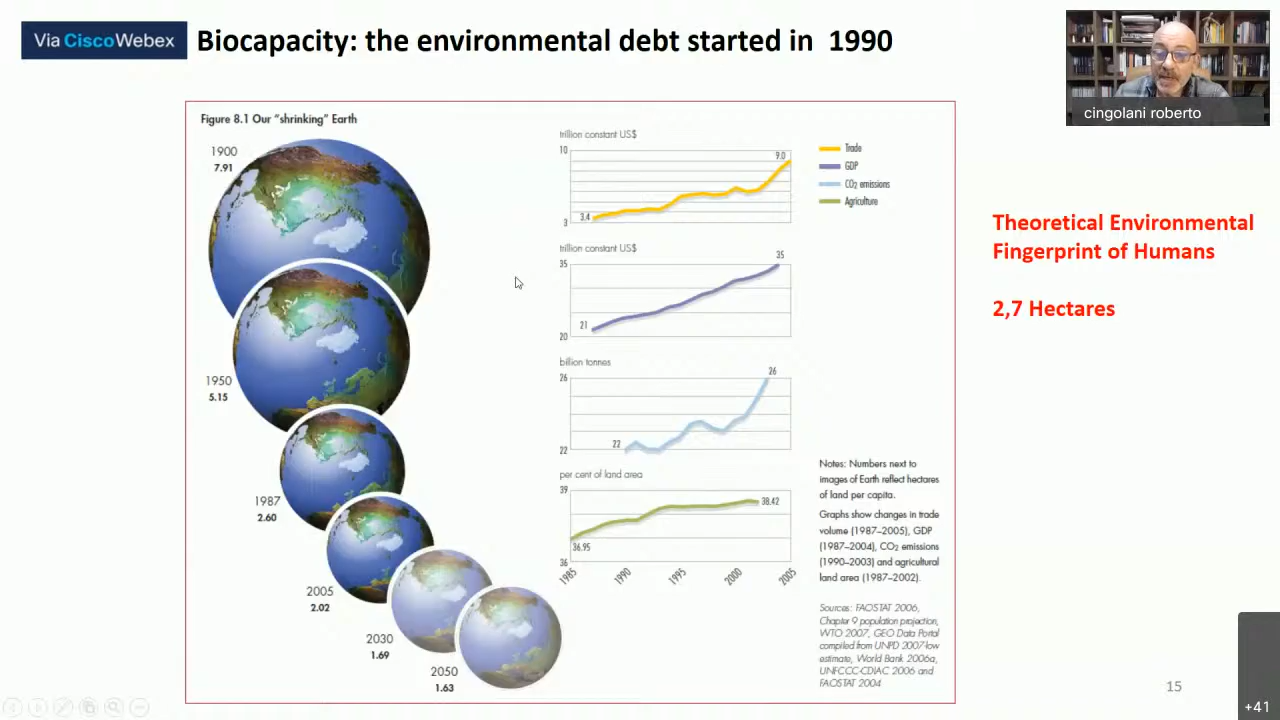 Via CiscoWebex
Biocapacity: the environmental debt started in 1990
cingolani roberto
Figure 8.1 Our “shrinking” Earth
1900
7.91
1950
5.15
1987
2.60
2005
2.02
2030
1.69
2050
1.63
trillion constant US$
10
9.0
3.4
3
trillion constant US$
35
35
21
20
billion tonnes
26
26
22
22
per cent of land area
39
38.42
36.95
36
1985
1990
1995
2000
2005
Trade
GDP
CO₂ emissions
Agriculture
Notes: Numbers next to
images of Earth reflect hectares
of land per capita.
Graphs show changes in trade
volume (1987–2005), GDP
(1987–2004), CO₂ emissions
(1990–2003) and agricultural
land area (1987–2002).
Sources: FAOSTAT 2006,
Chapter 9 population projection,
WTO 2007, GEO Data Portal
compiled from UNPD 2007-low
estimate, World Bank 2006a,
UNFCCC-CDIAC 2006 and
FAOSTAT 2004
Theoretical Environmental
Fingerprint of Humans
2,7 Hectares
15
+41